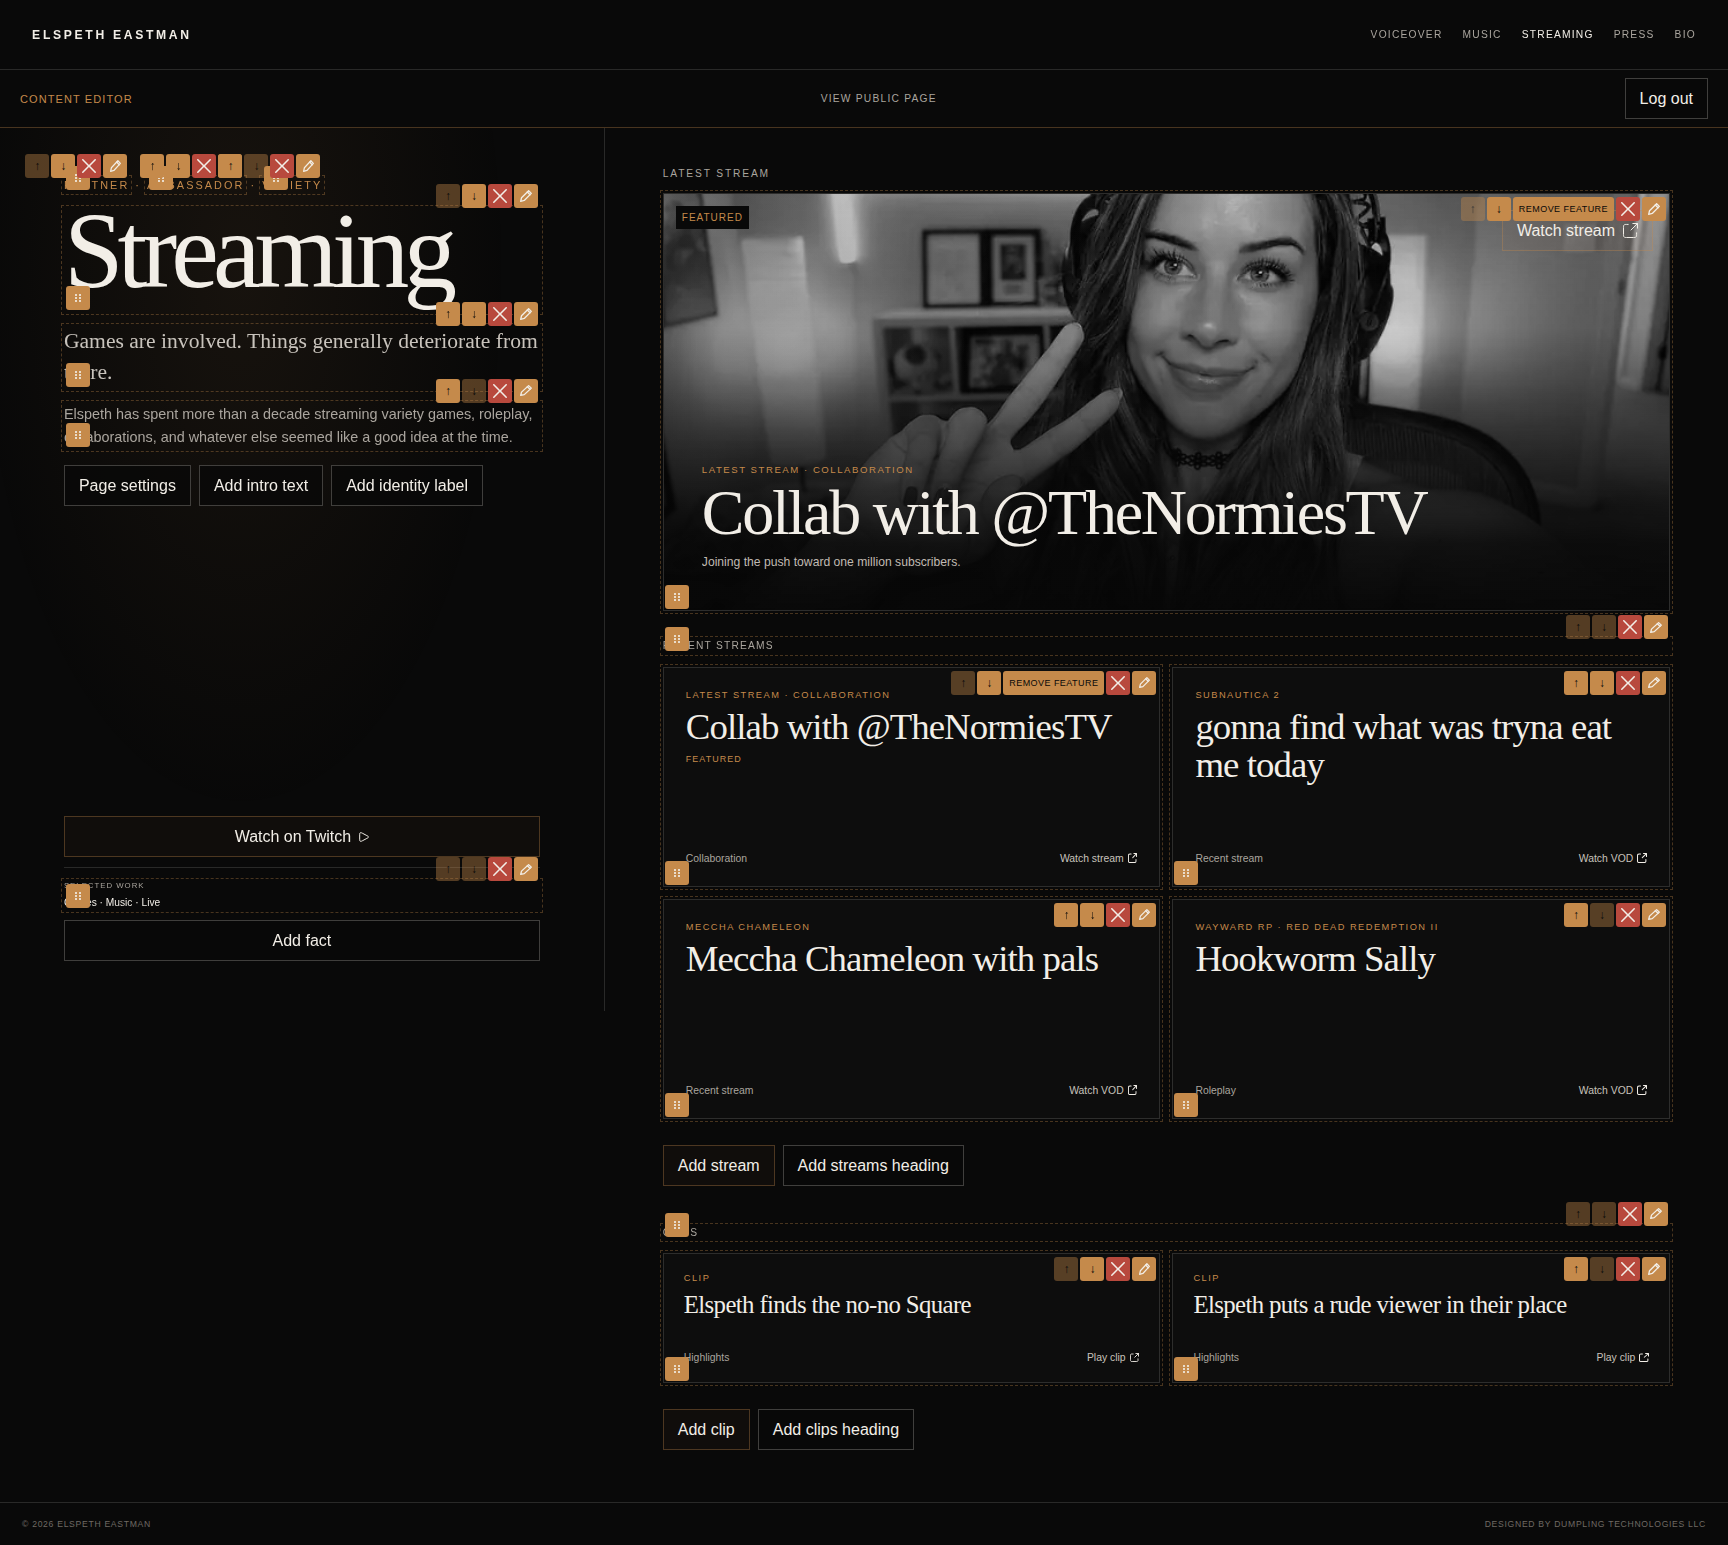 ELSPETH EASTMAN
VOICEOVER MUSIC STREAMING PRESS BIO
CONTENT EDITOR
VIEW PUBLIC PAGE
Log out
Streaming
Games are involved. Things generally deteriorate from
Elspeth has spent more than a decade streaming variety games, roleplay,
and whatever else seemed like a good idea at the time.
Page settings
Add intro text
Add identity label
Watch on Twitch
WORK
· Music · Live
Add fact
LATEST STREAM
FEATURED
REMOVE FEATURE
Watch stream
LATEST STREAM · COLLABORATION
Collab with @TheNormiesTV
Joining the push toward one million subscribers.
STREAMS
REMOVE FEATURE
LATEST STREAM · COLLABORATION
Collab with @TheNormiesTV
FEATURED
Collaboration
Watch stream
SUBNAUTICA 2
gonna find what was tryna eat
me today
Recent stream
Watch VOD
MECCHA CHAMELEON
Meccha Chameleon with pals
Recent stream
Watch VOD
WAYWARD RP · RED DEAD REDEMPTION II
Hookworm Sally
Roleplay
Watch VOD
Add stream
Add streams heading
CLIP
Elspeth finds the no-no Square
Highlights
Play clip
CLIP
Elspeth puts a rude viewer in their place
Highlights
Play clip
Add clip
Add clips heading
© 2026 ELSPETH EASTMAN
DESIGNED BY DUMPLING TECHNOLOGIES LLC